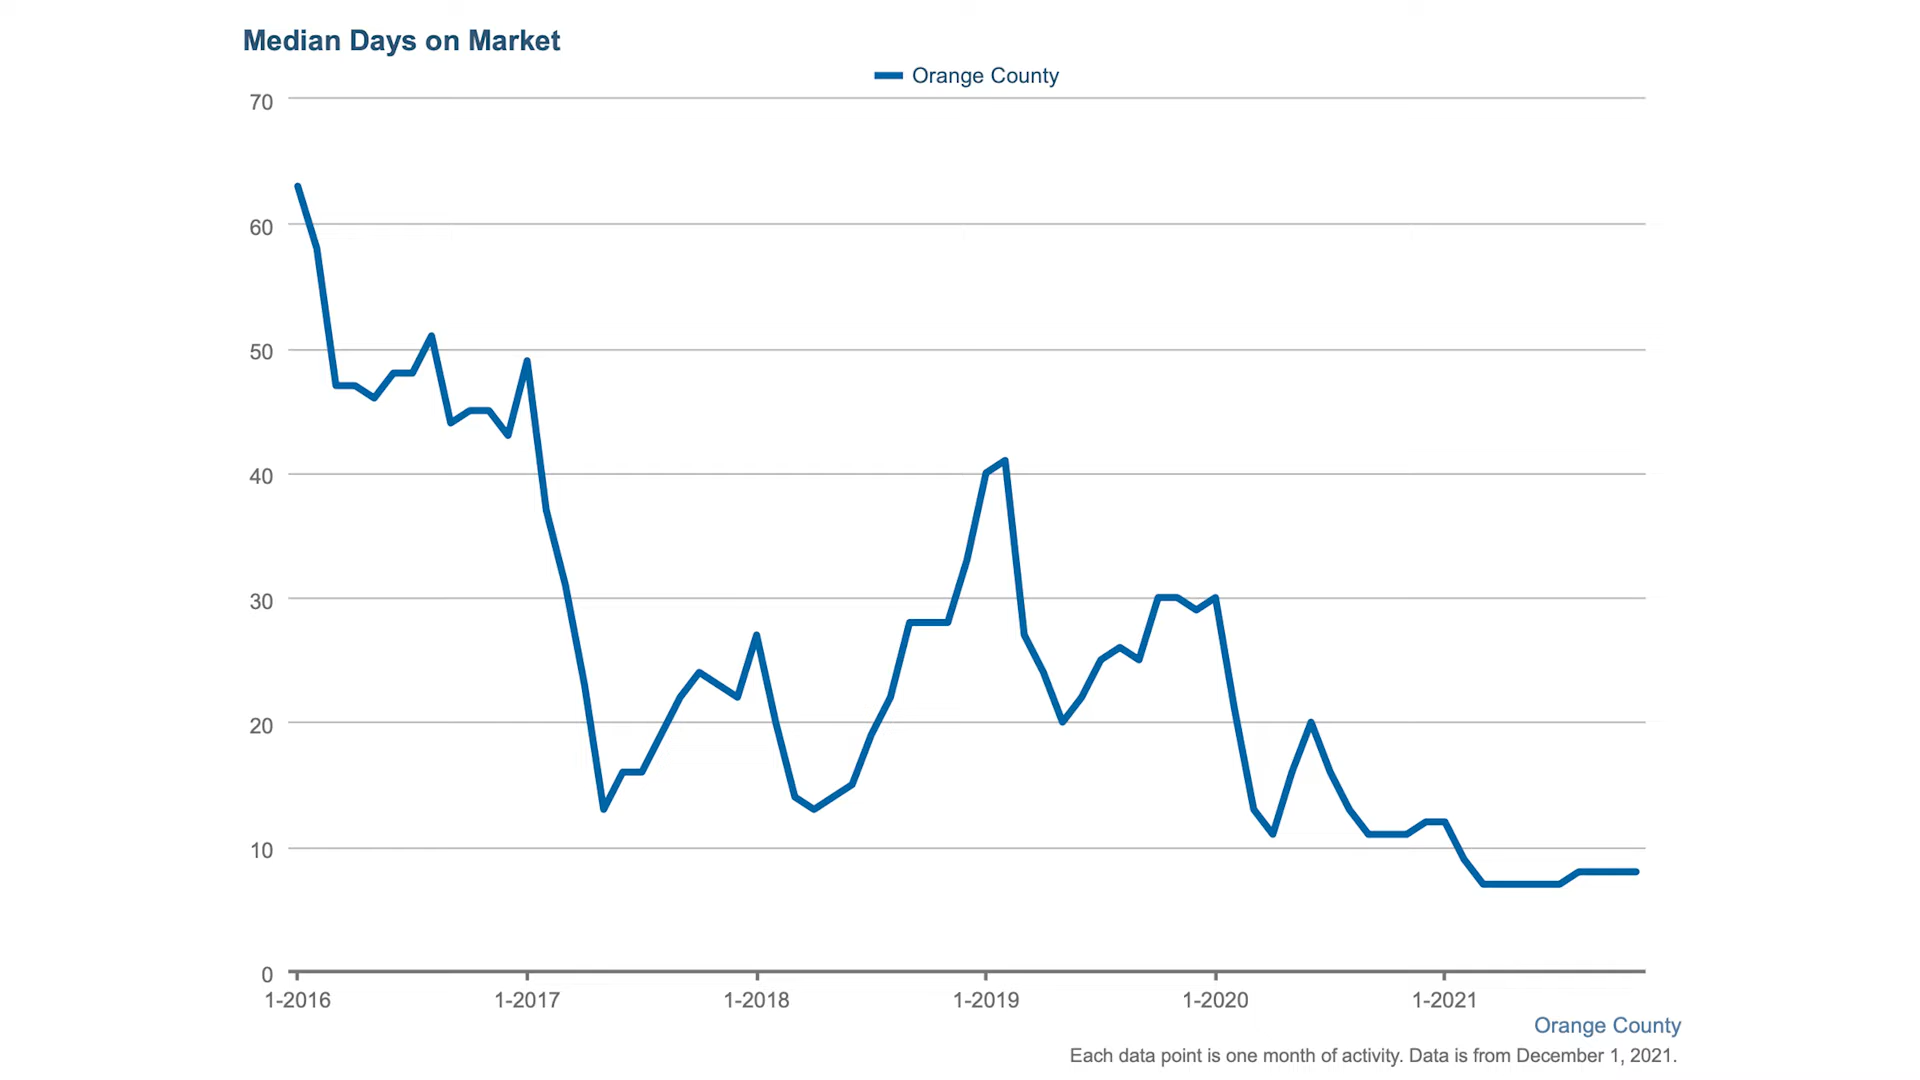 Median Days on Market
Orange County
70
60
50
40
30
20
10
0
1-2016 1-2017 1-2018 1-2019 1-2020 1-2021
Orange County
Each data point is one month of activity. Data is from December 1, 2021.